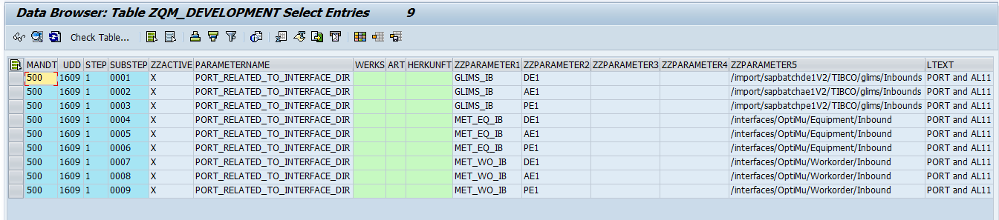 Data Browser: Table ZQM_DEVELOPMENT Select Entries 9
Check Table...
MANDT UDD STEP SUBSTEP ZZACTIVE PARAMETERNAME WERKS ART HERKUNFT ZZPARAMETER1 ZZPARAMETER2 ZZPARAMETER3 ZZPARAMETER4 ZZPARAMETER5 LTEXT
500 1609 1 0001 X PORT_RELATED_TO_INTERFACE_DIR GLIMS_IB DE1 /import/sapbatchde1V2/TIBCO/glims/Inbounds PORT and AL11
500 1609 1 0002 X PORT_RELATED_TO_INTERFACE_DIR GLIMS_IB AE1 /import/sapbatchae1V2/TIBCO/glims/Inbounds PORT and AL11
500 1609 1 0003 X PORT_RELATED_TO_INTERFACE_DIR GLIMS_IB PE1 /import/sapbatchpe1V2/TIBCO/glims/Inbounds PORT and AL11
500 1609 1 0004 X PORT_RELATED_TO_INTERFACE_DIR MET_EQ_IB DE1 /interfaces/OptiMu/Equipment/Inbound PORT and AL11
500 1609 1 0005 X PORT_RELATED_TO_INTERFACE_DIR MET_EQ_IB AE1 /interfaces/OptiMu/Equipment/Inbound PORT and AL11
500 1609 1 0006 X PORT_RELATED_TO_INTERFACE_DIR MET_EQ_IB PE1 /interfaces/OptiMu/Equipment/Inbound PORT and AL11
500 1609 1 0007 X PORT_RELATED_TO_INTERFACE_DIR MET_WO_IB DE1 /interfaces/OptiMu/Workorder/Inbound PORT and AL11
500 1609 1 0008 X PORT_RELATED_TO_INTERFACE_DIR MET_WO_IB AE1 /interfaces/OptiMu/Workorder/Inbound PORT and AL11
500 1609 1 0009 X PORT_RELATED_TO_INTERFACE_DIR MET_WO_IB PE1 /interfaces/OptiMu/Workorder/Inbound PORT and AL11